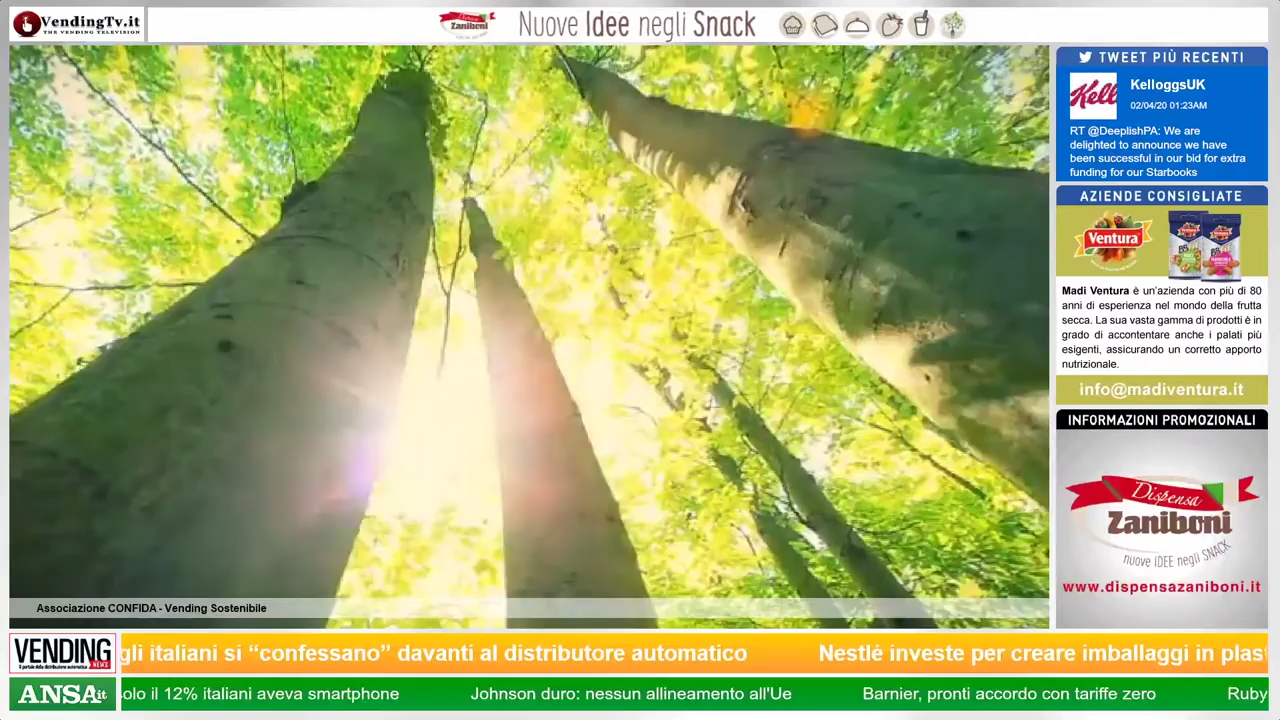 VendingTv.it
THE VENDING TELEVISION
Dispensa
Zaniboni
Nuove Idee negli Snack
TWEET PIÙ RECENTI
Kell
KelloggsUK
02/04/20 01:23AM
RT @DeeplishPA: We are
delighted to announce we have
been successful in our bid for extra
funding for our Starbooks
AZIENDE CONSIGLIATE
Ventura
Madi Ventura è un'azienda con più di 80
anni di esperienza nel mondo della frutta
secca. La sua vasta gamma di prodotti è in
grado di accontentare anche i palati più
esigenti, assicurando un corretto apporto
nutrizionale.
info@madiventura.it
INFORMAZIONI PROMOZIONALI
Dispensa
Zaniboni
nuove IDEE negli SNACK
www.dispensazaniboni.it
Associazione CONFIDA - Vending Sostenibile
VENDING
NEWS
Il portale della distribuzione automatica
gli italiani si “confessano” davanti al distributore automatico Nestlé investe per creare imballaggi in plas
ANSA.it
olo il 12% italiani aveva smartphone Johnson duro: nessun allineamento all'Ue Barnier, pronti accordo con tariffe zero Ruby